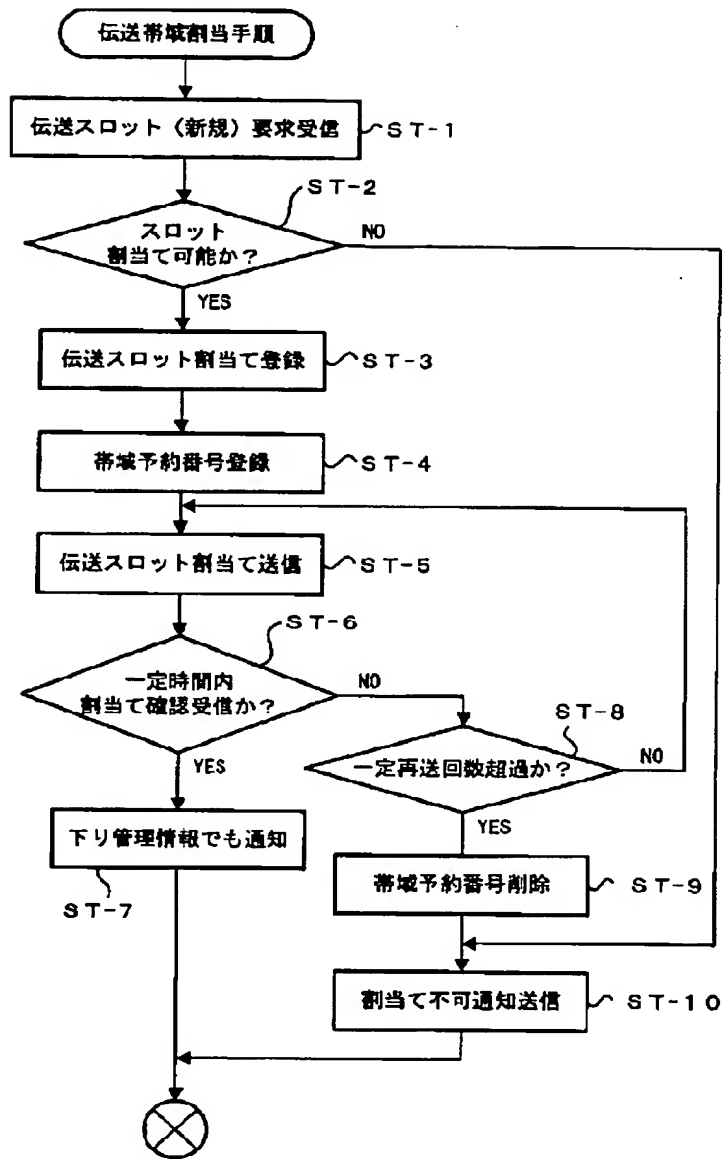 伝送帯域割当手順
伝送スロット(新規)要求受信
ST-1
ST-2
スロット
割当て可能か?
NO
YES
伝送スロット割当て登録
ST-3
帯域予約番号登録
ST-4
伝送スロット割当て送信
ST-5
ST-6
一定時間内
割当て確認受信か?
NO
YES
ST-8
一定再送回数超過か?
NO
YES
下り管理情報でも通知
ST-7
帯域予約番号削除
ST-9
割当て不可通知送信
ST-10